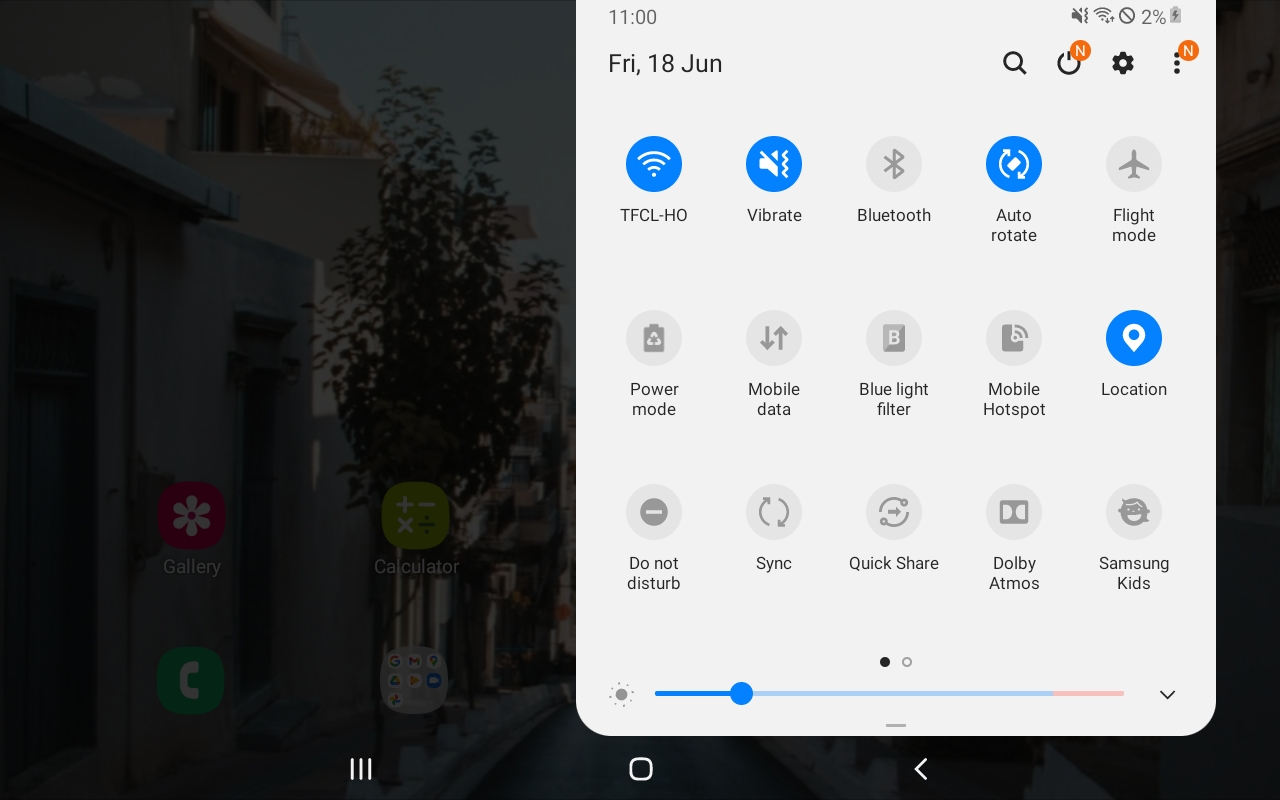 11:00
2%
Fri, 18 Jun
N
N
TFCL-HO
Vibrate
Bluetooth
Auto
rotate
Flight
mode
Power
mode
Mobile
data
B
Blue light
filter
Mobile
Hotspot
Location
Do not
disturb
Sync
Quick Share
Dolby
Atmos
Samsung
Kids
Gallery
Calculator